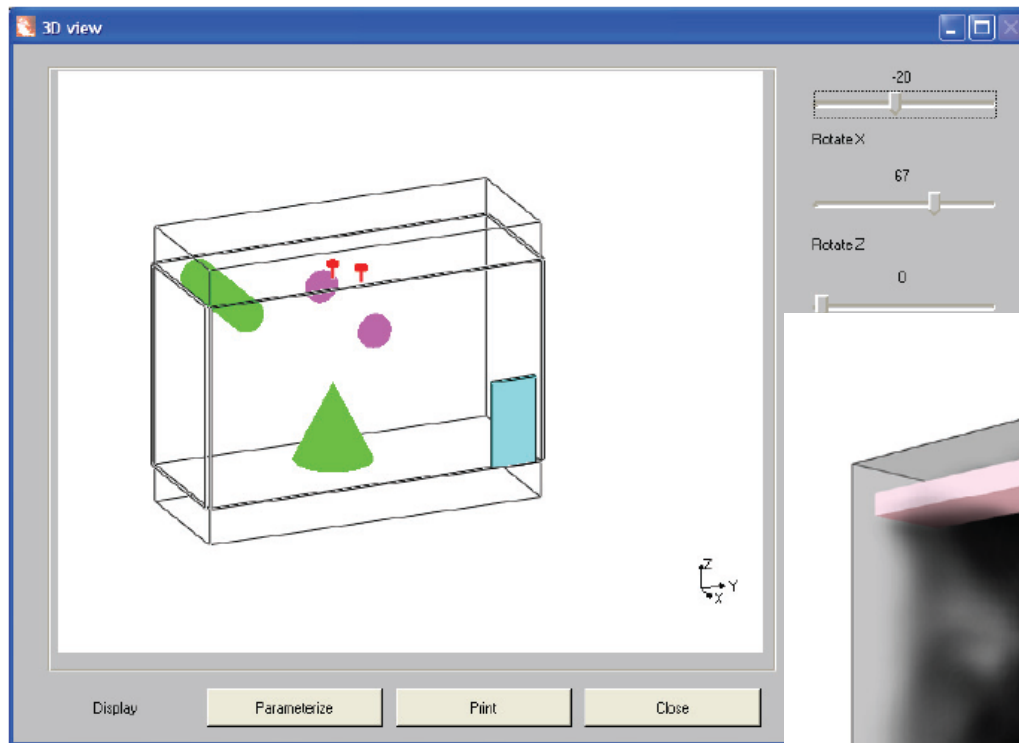 3D view
-20
Rotate X
67
Rotate Z
0
Z
Y
X
Display
Parameterize
Print
Close